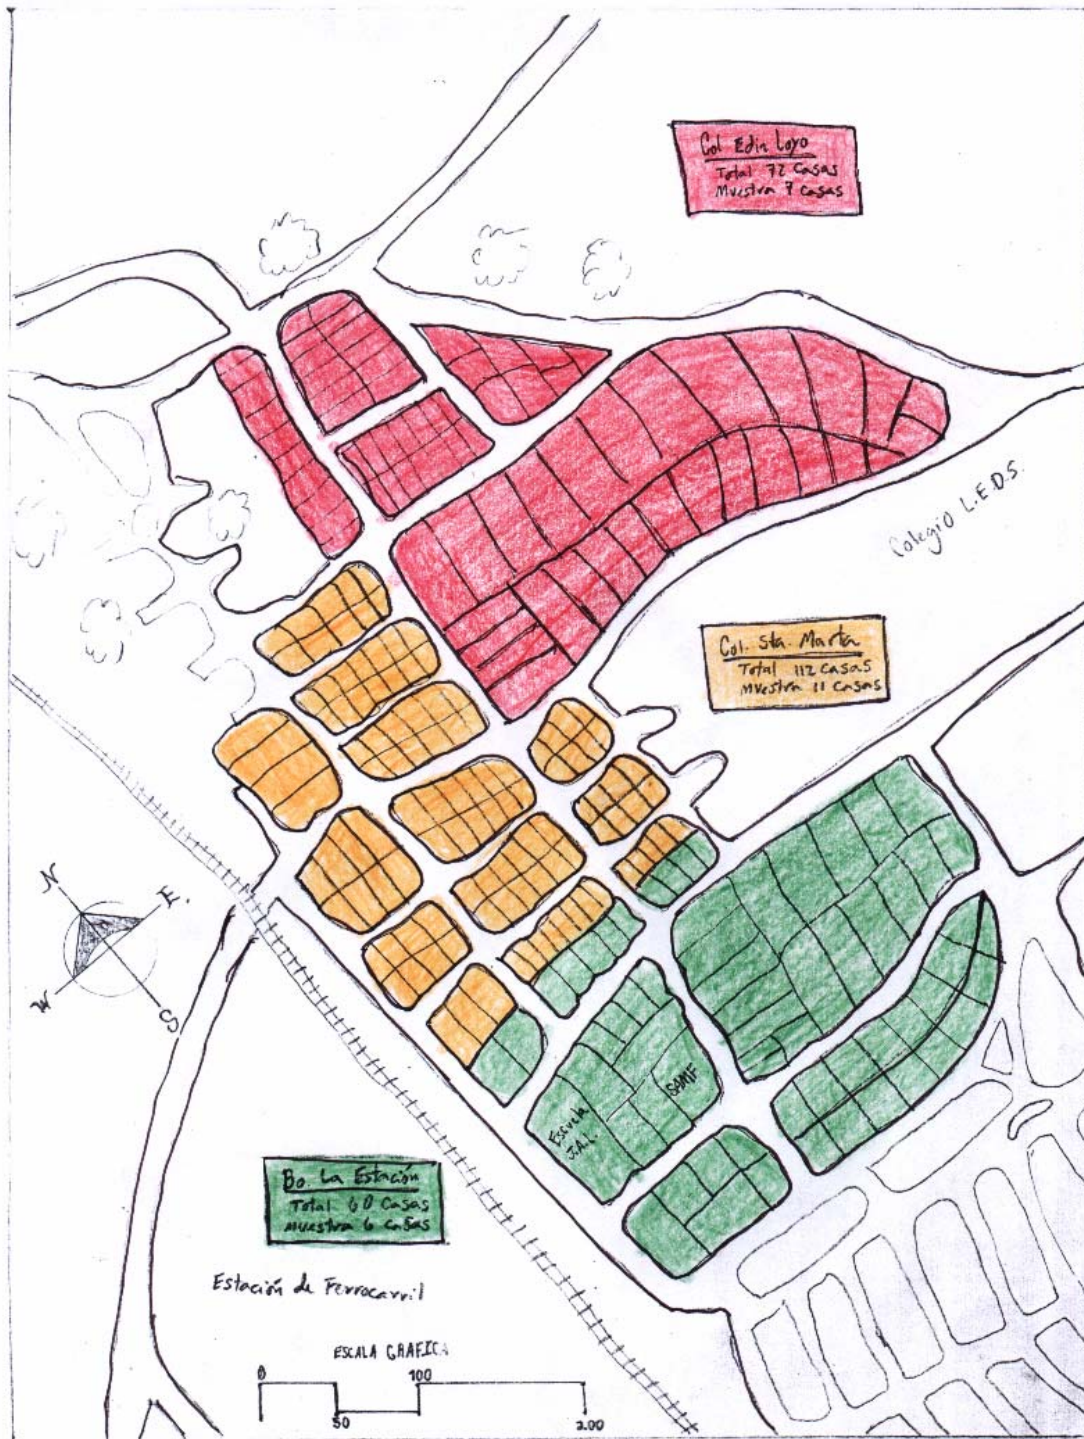 Col Edin Loyo
Total 72 Casas
Muestra 7 Casas
Colegio L.E.D.S.
Col. Sta. Marta
Total 112 Casas
Muestra 11 Casas
N
E.
W
S
SAMF
Escuela
J.A.L.
Bo. La Estación
Total 60 Casas
Muestra 6 Casas
Estación de Ferrocarril
ESCALA GRAFICA
0
100
50
2.00